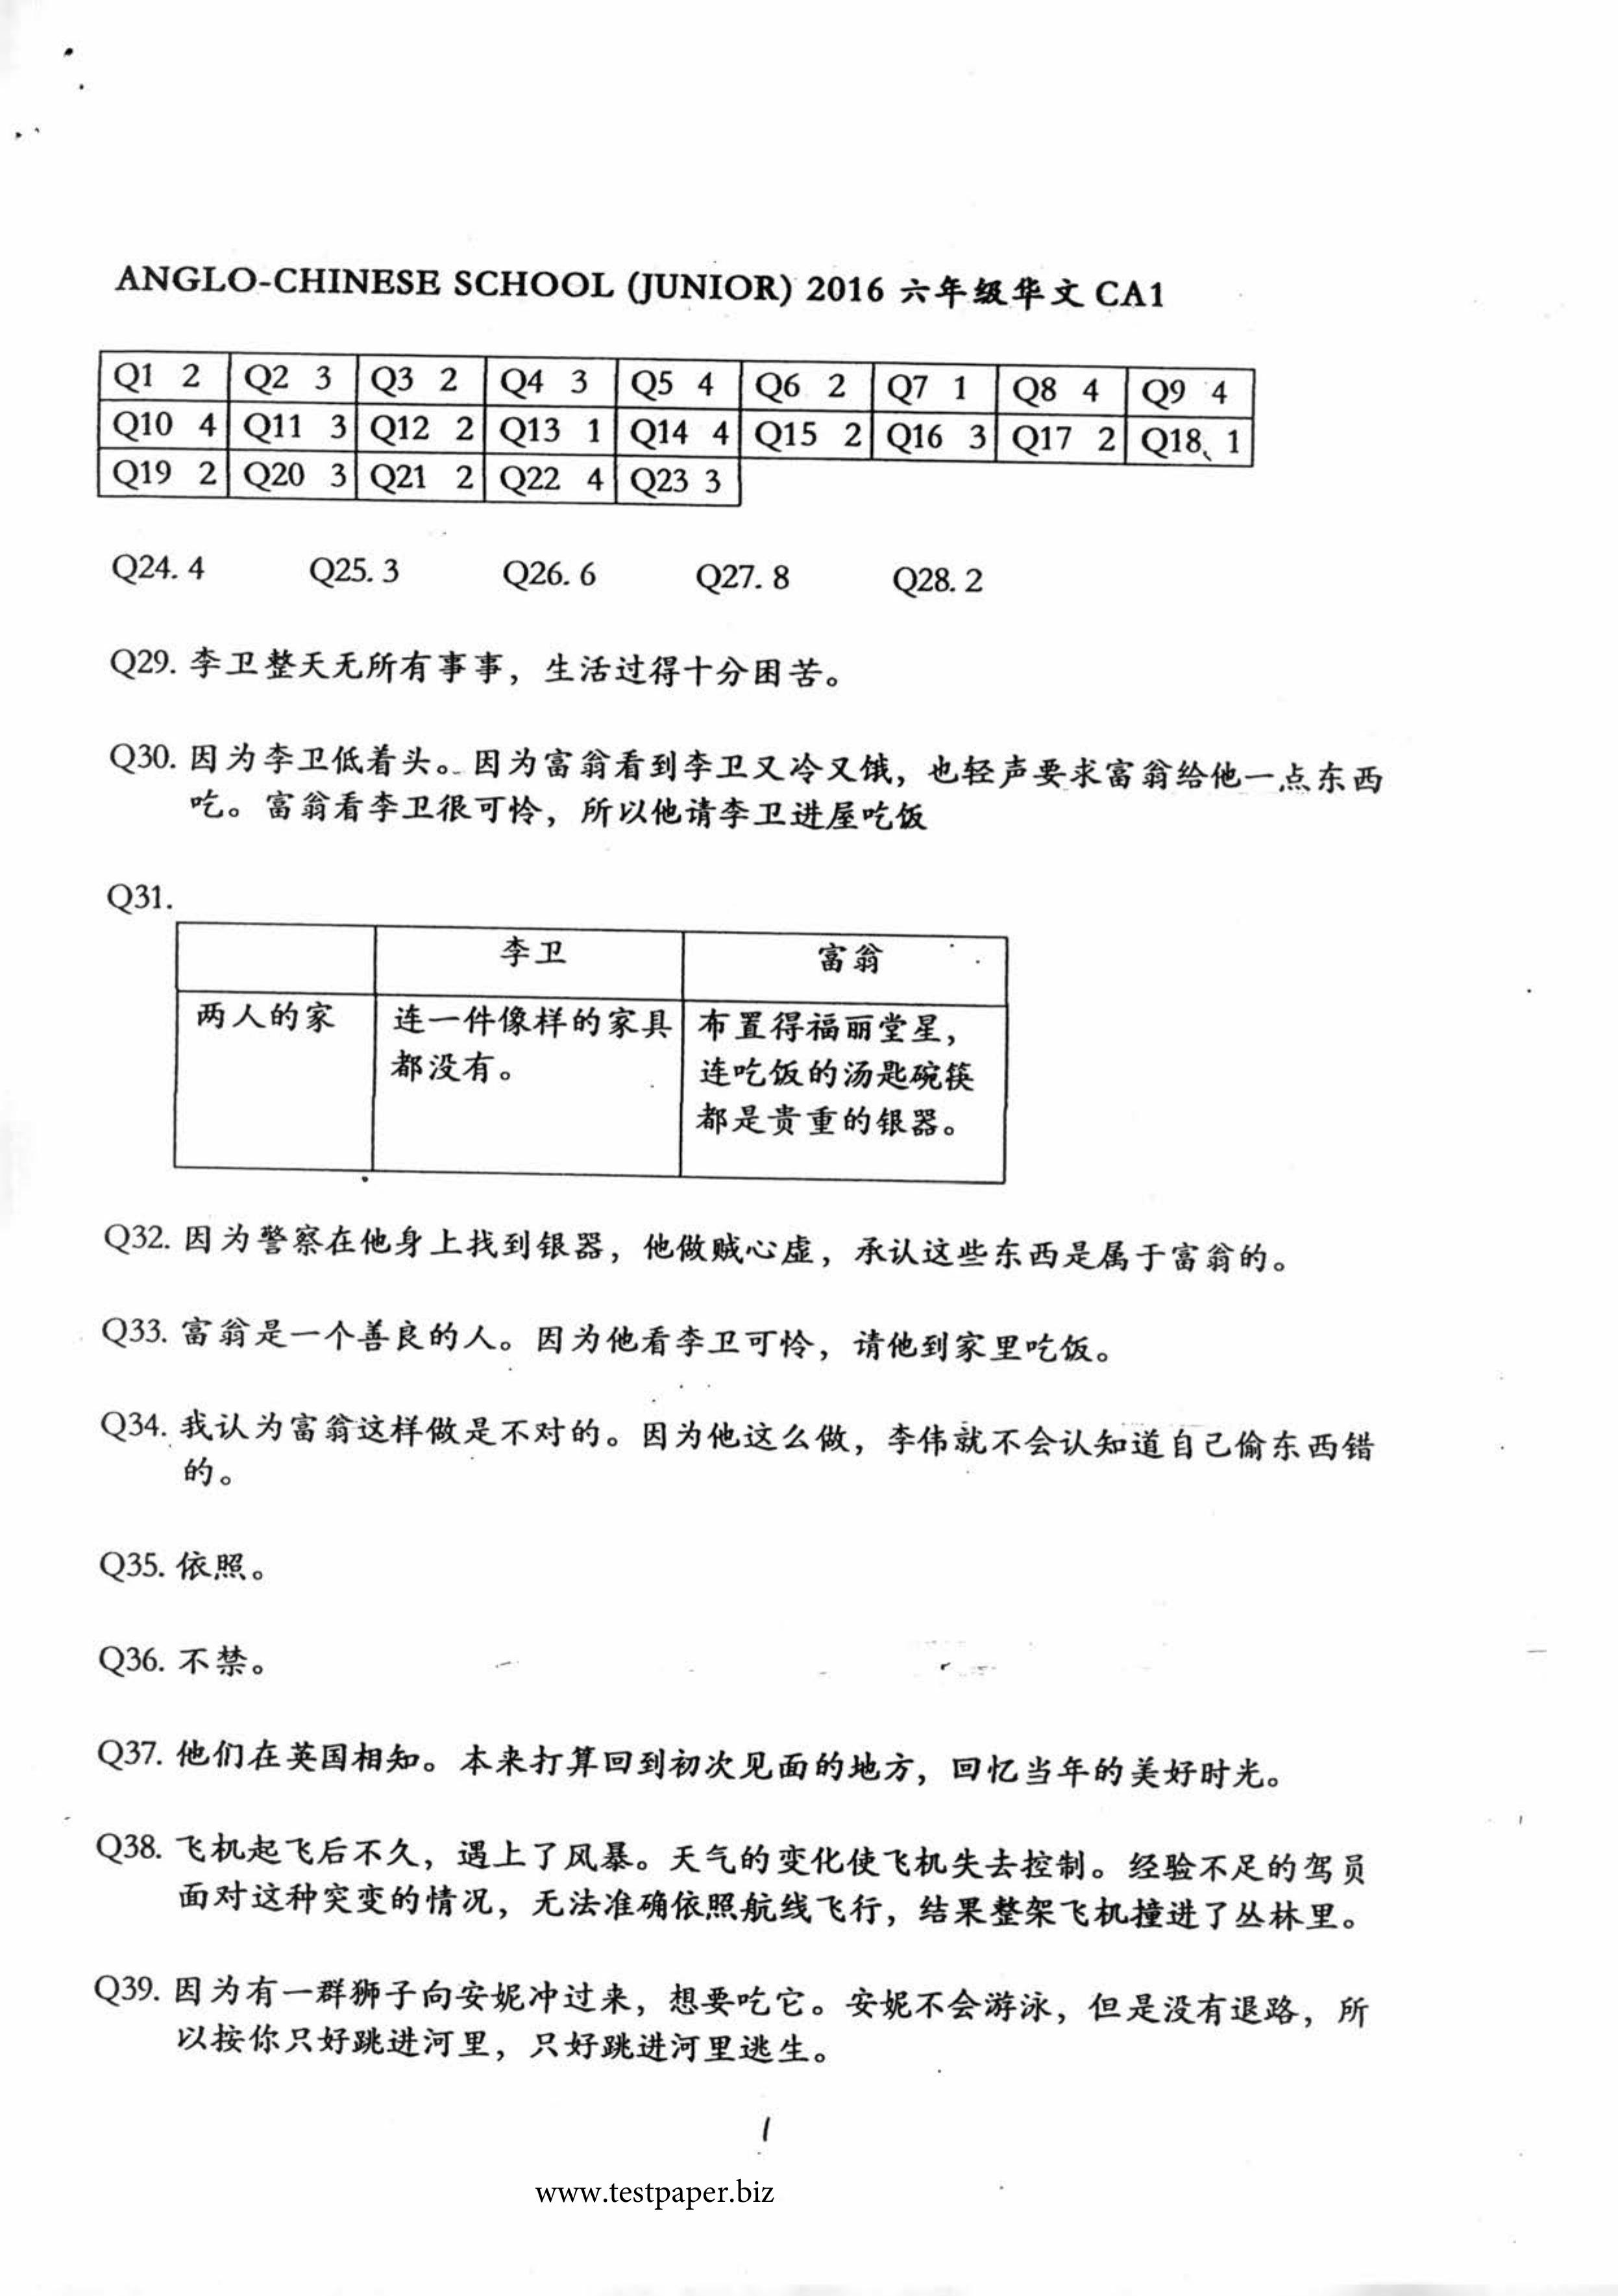 ANGLO-CHINESE SCHOOL (JUNIOR) 2016 六年级华文 CA1
Q1 2 Q2 3 Q3 2 Q4 3 Q5 4 Q6 2 Q7 1 Q8 4 Q9 4
Q10 4 Q11 3 Q12 2 Q13 1 Q14 4 Q15 2 Q16 3 Q17 2 Q18、1
Q19 2 Q20 3 Q21 2 Q22 4 Q23 3
Q24. 4 Q25. 3 Q26. 6 Q27. 8 Q28. 2
Q29. 李卫整天无所有事事，生活过得十分困苦。
Q30. 因为李卫低着头。因为富翁看到李卫又冷又饿，也轻声要求富翁给他一点东西
吃。富翁看李卫很可怜，所以他请李卫进屋吃饭
Q31.
李卫 富翁
两人的家 连一件像样的家具 布置得福丽堂星，
都没有。 连吃饭的汤匙碗筷
都是贵重的银器。
Q32. 因为警察在他身上找到银器，他做贼心虚，承认这些东西是属于富翁的。
Q33. 富翁是一个善良的人。因为他看李卫可怜，请他到家里吃饭。
Q34. 我认为富翁这样做是不对的。因为他这么做，李伟就不会认知道自己偷东西错
的。
Q35. 依照。
Q36. 不禁。
Q37. 他们在英国相知。本来打算回到初次见面的地方，回忆当年的美好时光。
Q38. 飞机起飞后不久，遇上了风暴。天气的变化使飞机失去控制。经验不足的驾员
面对这种突变的情况，无法准确依照航线飞行，结果整架飞机撞进了丛林里。
Q39. 因为有一群狮子向安妮冲过来，想要吃它。安妮不会游泳，但是没有退路，所
以按你只好跳进河里，只好跳进河里逃生。
1
www.testpaper.biz